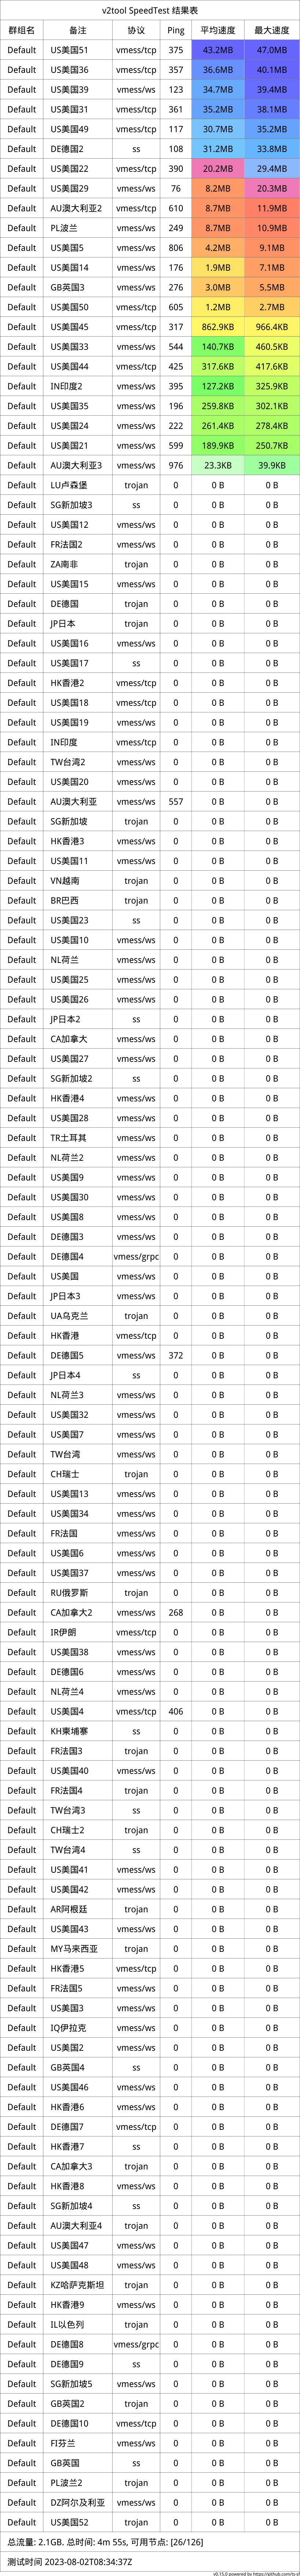 v2tool SpeedTest 结果表
群组名 备注 协议 Ping 平均速度 最大速度
Default US美国51 vmess/tcp 375 43.2MB 47.0MB
Default US美国36 vmess/tcp 357 36.6MB 40.1MB
Default US美国39 vmess/ws 123 34.7MB 39.4MB
Default US美国31 vmess/tcp 361 35.2MB 38.1MB
Default US美国49 vmess/tcp 117 30.7MB 35.2MB
Default DE德国2 ss 108 31.2MB 33.8MB
Default US美国22 vmess/tcp 390 20.2MB 29.4MB
Default US美国29 vmess/ws 76 8.2MB 20.3MB
Default AU澳大利亚2 vmess/tcp 610 8.7MB 11.9MB
Default PL波兰 vmess/ws 249 8.7MB 10.9MB
Default US美国5 vmess/ws 806 4.2MB 9.1MB
Default US美国14 vmess/ws 176 1.9MB 7.1MB
Default GB英国3 vmess/ws 276 3.0MB 5.5MB
Default US美国50 vmess/tcp 605 1.2MB 2.7MB
Default US美国45 vmess/tcp 317 862.9KB 966.4KB
Default US美国33 vmess/ws 544 140.7KB 460.5KB
Default US美国44 vmess/tcp 425 317.6KB 417.6KB
Default IN印度2 vmess/ws 395 127.2KB 325.9KB
Default US美国35 vmess/ws 196 259.8KB 302.1KB
Default US美国24 vmess/ws 222 261.4KB 278.4KB
Default US美国21 vmess/ws 599 189.9KB 250.7KB
Default AU澳大利亚3 vmess/ws 976 23.3KB 39.9KB
Default LU卢森堡 trojan 0 0 B 0 B
Default SG新加坡3 ss 0 0 B 0 B
Default US美国12 vmess/ws 0 0 B 0 B
Default FR法国2 vmess/ws 0 0 B 0 B
Default ZA南非 trojan 0 0 B 0 B
Default US美国15 vmess/ws 0 0 B 0 B
Default DE德国 trojan 0 0 B 0 B
Default JP日本 trojan 0 0 B 0 B
Default US美国16 vmess/ws 0 0 B 0 B
Default US美国17 ss 0 0 B 0 B
Default HK香港2 vmess/tcp 0 0 B 0 B
Default US美国18 vmess/tcp 0 0 B 0 B
Default US美国19 vmess/ws 0 0 B 0 B
Default IN印度 vmess/tcp 0 0 B 0 B
Default TW台湾2 vmess/ws 0 0 B 0 B
Default US美国20 vmess/ws 0 0 B 0 B
Default AU澳大利亚 vmess/ws 557 0 B 0 B
Default SG新加坡 trojan 0 0 B 0 B
Default HK香港3 vmess/ws 0 0 B 0 B
Default US美国11 vmess/ws 0 0 B 0 B
Default VN越南 trojan 0 0 B 0 B
Default BR巴西 trojan 0 0 B 0 B
Default US美国23 ss 0 0 B 0 B
Default US美国10 vmess/ws 0 0 B 0 B
Default NL荷兰 vmess/ws 0 0 B 0 B
Default US美国25 vmess/ws 0 0 B 0 B
Default US美国26 vmess/ws 0 0 B 0 B
Default JP日本2 ss 0 0 B 0 B
Default CA加拿大 vmess/ws 0 0 B 0 B
Default US美国27 vmess/ws 0 0 B 0 B
Default SG新加坡2 ss 0 0 B 0 B
Default HK香港4 vmess/ws 0 0 B 0 B
Default US美国28 vmess/ws 0 0 B 0 B
Default TR土耳其 vmess/ws 0 0 B 0 B
Default NL荷兰2 vmess/ws 0 0 B 0 B
Default US美国9 vmess/ws 0 0 B 0 B
Default US美国30 vmess/ws 0 0 B 0 B
Default US美国8 vmess/ws 0 0 B 0 B
Default DE德国3 vmess/ws 0 0 B 0 B
Default DE德国4 vmess/grpc 0 0 B 0 B
Default US美国 vmess/ws 0 0 B 0 B
Default JP日本3 vmess/ws 0 0 B 0 B
Default UA乌克兰 trojan 0 0 B 0 B
Default HK香港 vmess/tcp 0 0 B 0 B
Default DE德国5 vmess/ws 372 0 B 0 B
Default JP日本4 ss 0 0 B 0 B
Default NL荷兰3 vmess/ws 0 0 B 0 B
Default US美国32 vmess/ws 0 0 B 0 B
Default US美国7 vmess/ws 0 0 B 0 B
Default TW台湾 vmess/ws 0 0 B 0 B
Default CH瑞士 trojan 0 0 B 0 B
Default US美国13 vmess/ws 0 0 B 0 B
Default US美国34 vmess/ws 0 0 B 0 B
Default FR法国 vmess/ws 0 0 B 0 B
Default US美国6 vmess/ws 0 0 B 0 B
Default US美国37 vmess/ws 0 0 B 0 B
Default RU俄罗斯 trojan 0 0 B 0 B
Default CA加拿大2 vmess/ws 268 0 B 0 B
Default IR伊朗 vmess/tcp 0 0 B 0 B
Default US美国38 vmess/ws 0 0 B 0 B
Default DE德国6 vmess/ws 0 0 B 0 B
Default NL荷兰4 vmess/ws 0 0 B 0 B
Default US美国4 vmess/tcp 406 0 B 0 B
Default KH柬埔寨 ss 0 0 B 0 B
Default FR法国3 trojan 0 0 B 0 B
Default US美国40 vmess/ws 0 0 B 0 B
Default FR法国4 trojan 0 0 B 0 B
Default TW台湾3 ss 0 0 B 0 B
Default CH瑞士2 trojan 0 0 B 0 B
Default TW台湾4 ss 0 0 B 0 B
Default US美国41 vmess/ws 0 0 B 0 B
Default US美国42 vmess/ws 0 0 B 0 B
Default AR阿根廷 trojan 0 0 B 0 B
Default US美国43 vmess/ws 0 0 B 0 B
Default MY马来西亚 trojan 0 0 B 0 B
Default HK香港5 vmess/tcp 0 0 B 0 B
Default FR法国5 vmess/ws 0 0 B 0 B
Default US美国3 vmess/ws 0 0 B 0 B
Default IQ伊拉克 vmess/ws 0 0 B 0 B
Default US美国2 vmess/ws 0 0 B 0 B
Default GB英国4 ss 0 0 B 0 B
Default US美国46 vmess/ws 0 0 B 0 B
Default HK香港6 vmess/ws 0 0 B 0 B
Default DE德国7 vmess/tcp 0 0 B 0 B
Default HK香港7 ss 0 0 B 0 B
Default CA加拿大3 trojan 0 0 B 0 B
Default HK香港8 vmess/ws 0 0 B 0 B
Default SG新加坡4 ss 0 0 B 0 B
Default AU澳大利亚4 trojan 0 0 B 0 B
Default US美国47 vmess/ws 0 0 B 0 B
Default US美国48 vmess/ws 0 0 B 0 B
Default KZ哈萨克斯坦 trojan 0 0 B 0 B
Default HK香港9 vmess/ws 0 0 B 0 B
Default IL以色列 trojan 0 0 B 0 B
Default DE德国8 vmess/grpc 0 0 B 0 B
Default DE德国9 ss 0 0 B 0 B
Default SG新加坡5 vmess/ws 0 0 B 0 B
Default GB英国2 trojan 0 0 B 0 B
Default DE德国10 vmess/tcp 0 0 B 0 B
Default FI芬兰 vmess/ws 0 0 B 0 B
Default GB英国 ss 0 0 B 0 B
Default PL波兰2 trojan 0 0 B 0 B
Default DZ阿尔及利亚 vmess/ws 0 0 B 0 B
Default US美国52 trojan 0 0 B 0 B
总流量: 2.1GB. 总时间: 4m 55s, 可用节点: [26/126]
测试时间 2023-08-02T08:34:37Z